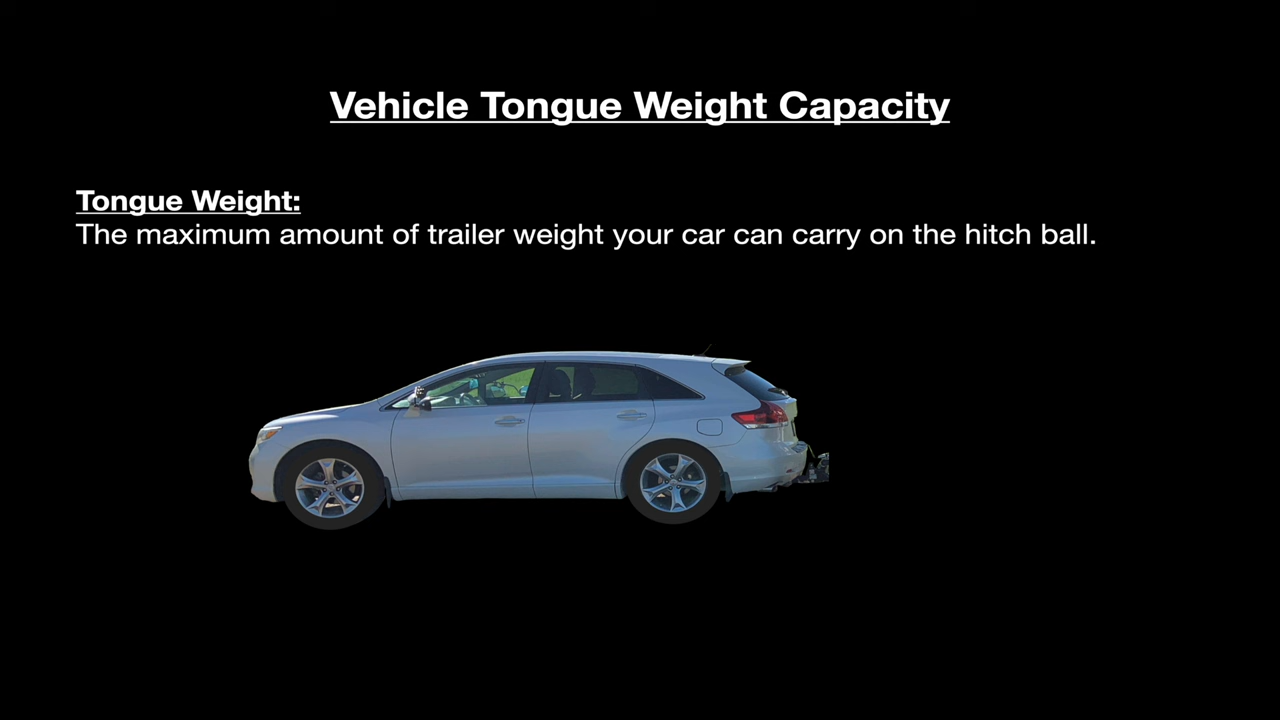 Vehicle Tongue Weight Capacity
Tongue Weight:
The maximum amount of trailer weight your car can carry on the hitch ball.